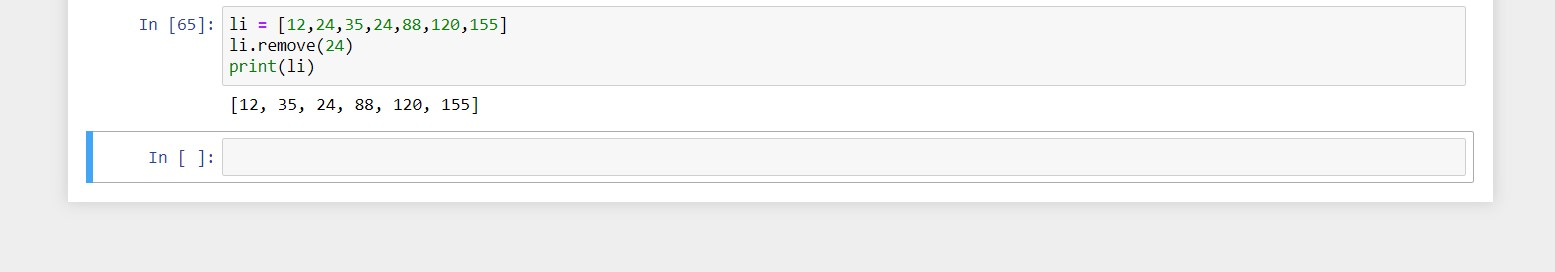 In [65]: li = [12,24,35,24,88,120,155]
li.remove(24)
print(li)
[12, 35, 24, 88, 120, 155]
In [ ]: